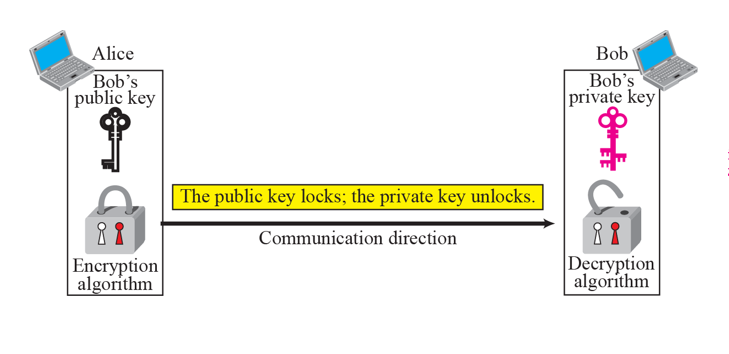 Alice
Bob's
public key
Encryption
algorithm
The public key locks; the private key unlocks.
Communication direction
Bob
Bob's
private key
Decryption
algorithm